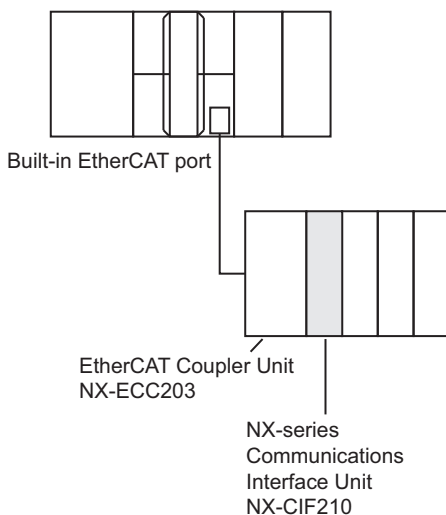 Built-in EtherCAT port
EtherCAT Coupler Unit
NX-ECC203
NX-series
Communications
Interface Unit
NX-CIF210